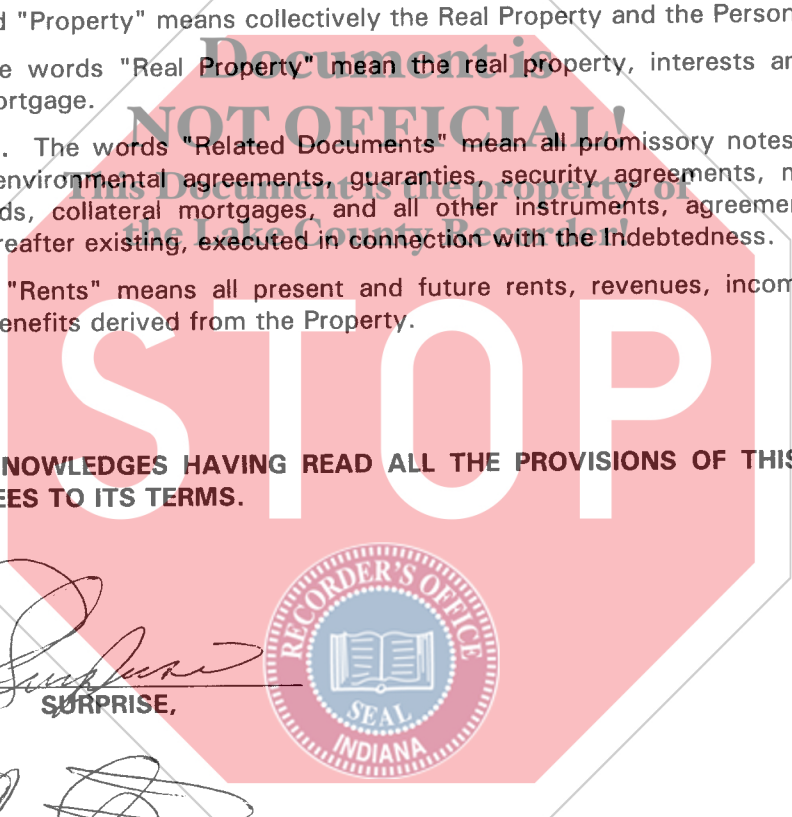 d "Property" means collectively the Real Property and the Person
Document is
e words "Real Property" mean the real property, interests an
ortgage.
NOT OFFICIAL!
. The words "Related Documents" mean all promissory notes
environmental agreements, guaranties, security agreements, m
This Document is the property of
ds, collateral mortgages, and all other instruments, agreemen
the Lake County Recorder!
reafter existing, executed in connection with the Indebtedness.
"Rents" means all present and future rents, revenues, incom
enefits derived from the Property.
STOP
NOWLEDGES HAVING READ ALL THE PROVISIONS OF THIS
EES TO ITS TERMS.
RECORDER'S OFFICE
SEAL
INDIANA
SURPRISE,